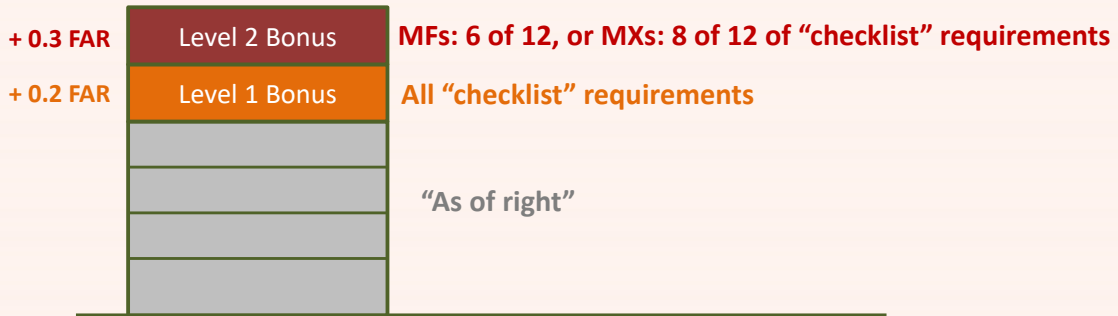 + 0.3 FAR Level 2 Bonus MFs: 6 of 12, or MXs: 8 of 12 of “checklist” requirements
+ 0.2 FAR Level 1 Bonus All “checklist” requirements
“As of right”